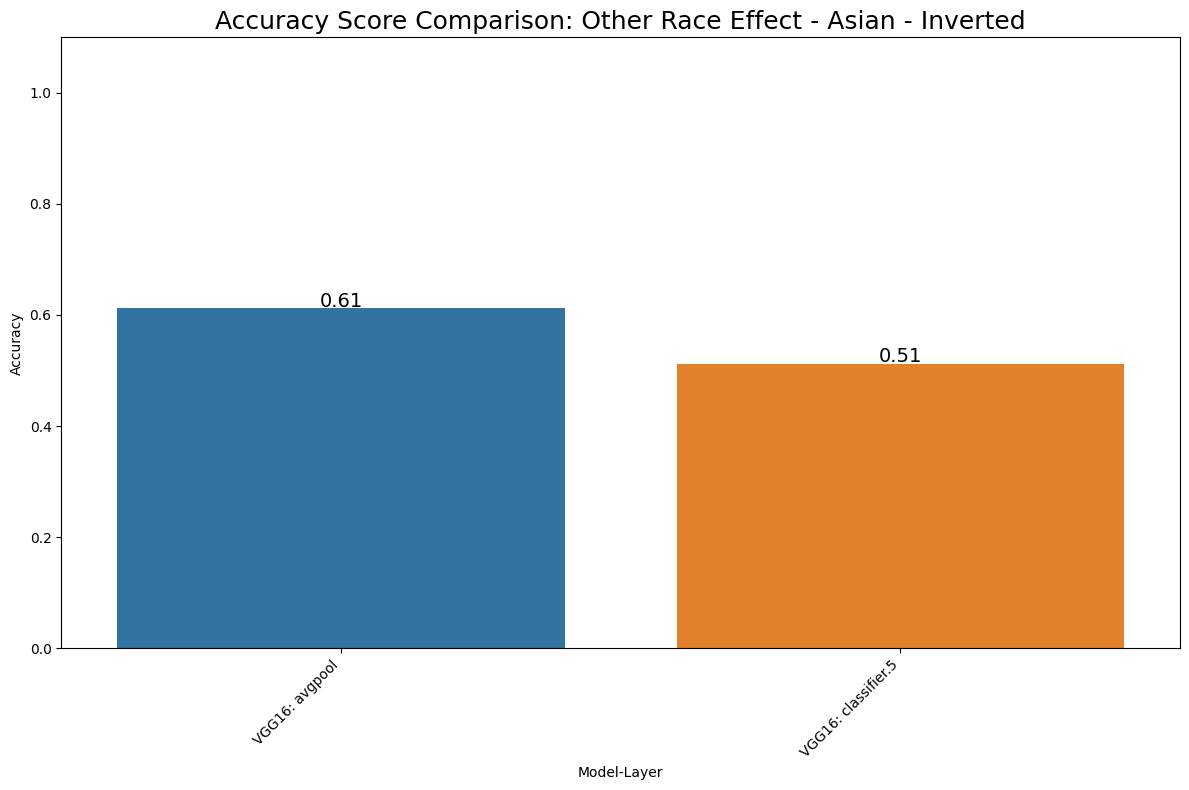 Accuracy Score Comparison: Other Race Effect - Asian - Inverted
1.0
0.8
0.6
0.4
0.2
0.0
Accuracy
0.61
0.51
VGG16: avgpool
VGG16: classifier.5
Model-Layer